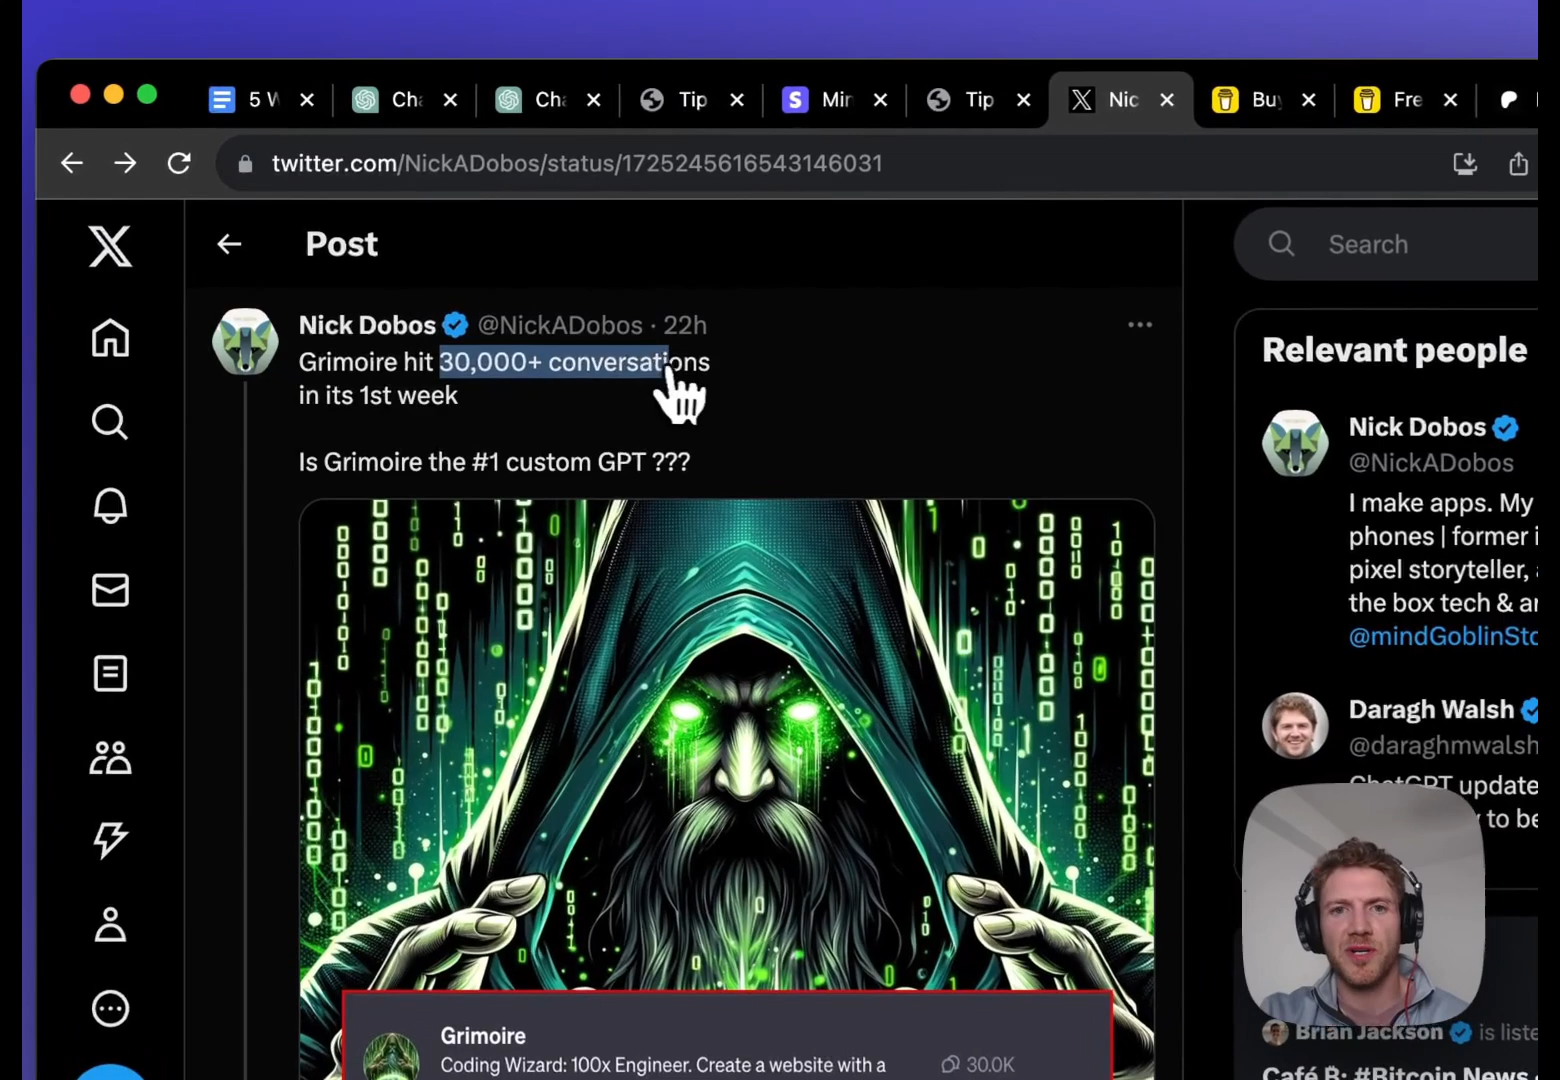 5 W
Cha
Cha
Tip
S
Mir
Tip
Nic
Buy
Fre
twitter.com/NickADobos/status/1725245616543146031
Post
Search
Nick Dobos @NickADobos · 22h
Grimoire hit 30,000+ conversations
in its 1st week
Is Grimoire the #1 custom GPT ???
Grimoire
Coding Wizard: 100x Engineer. Create a website with a
30.0K
Relevant people
Nick Dobos
@NickADobos
I make apps. My
phones | former i
pixel storyteller,
the box tech & ar
@mindGoblinStc
Daragh Walsh
@daraghmwalsh
ChatGPT update
to be
Brian Jackson is liste
Café ₿: #Bitcoin News